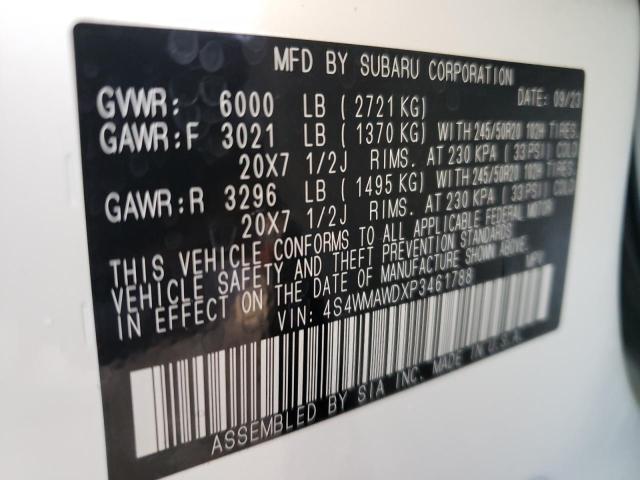 MFD BY SUBARU CORPORATION
DATE: 09/23
GVWR: 6000 LB ( 2721 KG)
GAWR:F 3021 LB ( 1370 KG) WITH 245/50R20 102H TIRES.
20X7 1/2J RIMS. AT 230 KPA ( 33 PSI) COLD
GAWR:R 3296 LB ( 1495 KG) WITH 245/50R20 102H TIRES.
20X7 1/2J RIMS. AT 230 KPA ( 33 PSI) COLD
THIS VEHICLE CONFORMS TO ALL APPLICABLE FEDERAL MOTOR
VEHICLE SAFETY AND THEFT PREVENTION STANDARDS
IN EFFECT ON THE DATE OF MANUFACTURE SHOWN ABOVE.
VIN: 4S4WMAWDXP3461788 MPV
ASSEMBLED BY SIA INC. MADE IN U.S.A.